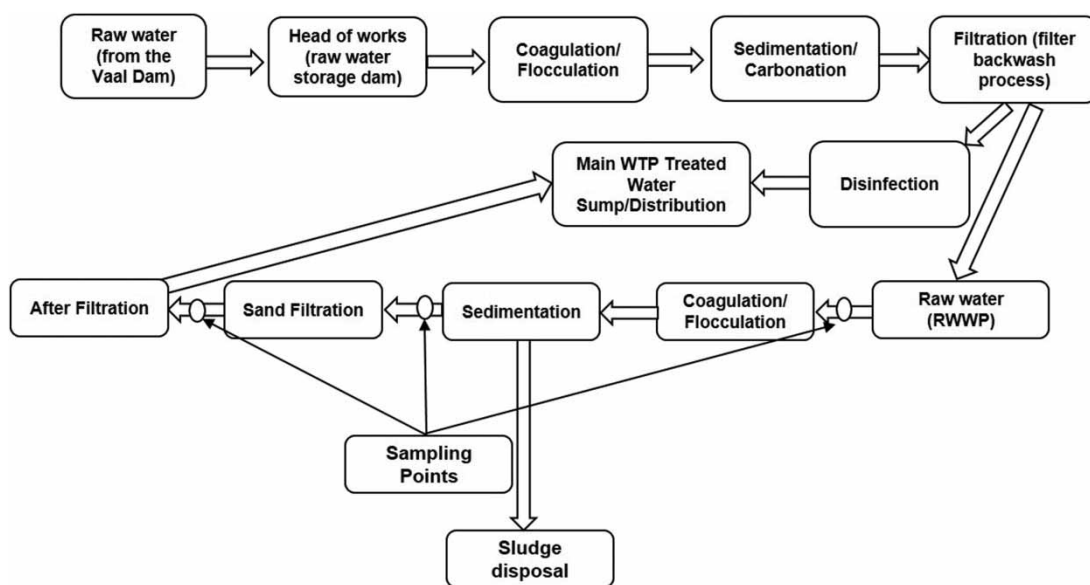 Raw water
(from the
Vaal Dam)
Head of works
(raw water
storage dam)
Coagulation/
Flocculation
Sedimentation/
Carbonation
Filtration (filter
backwash
process)
Main WTP Treated
Water
Sump/Distribution
Disinfection
After Filtration
Sand Filtration
Sedimentation
Coagulation/
Flocculation
Raw water
(RWWP)
Sampling
Points
Sludge
disposal